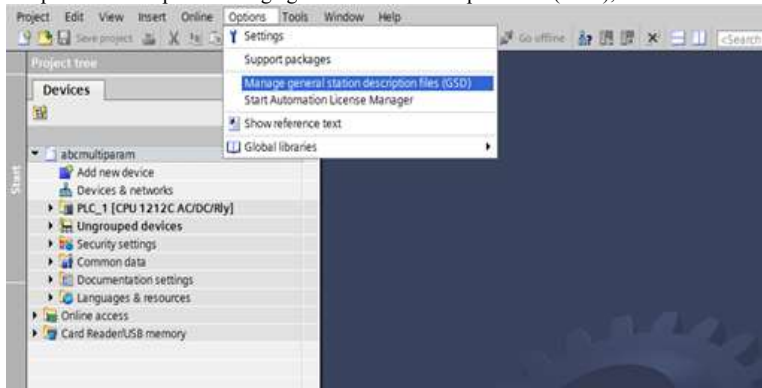 Project Edit View Insert Online Options Tools Window Help
Save project
Go offline
<Search
Settings
Support packages
Manage general station description files (GSD)
Start Automation License Manager
Show reference text
Global libraries
Project tree
Devices
Start
abcmultiparam
Add new device
Devices & networks
PLC_1 [CPU 1212C AC/DC/Rly]
Ungrouped devices
Security settings
Common data
Documentation settings
Languages & resources
Online access
Card Reader/USB memory